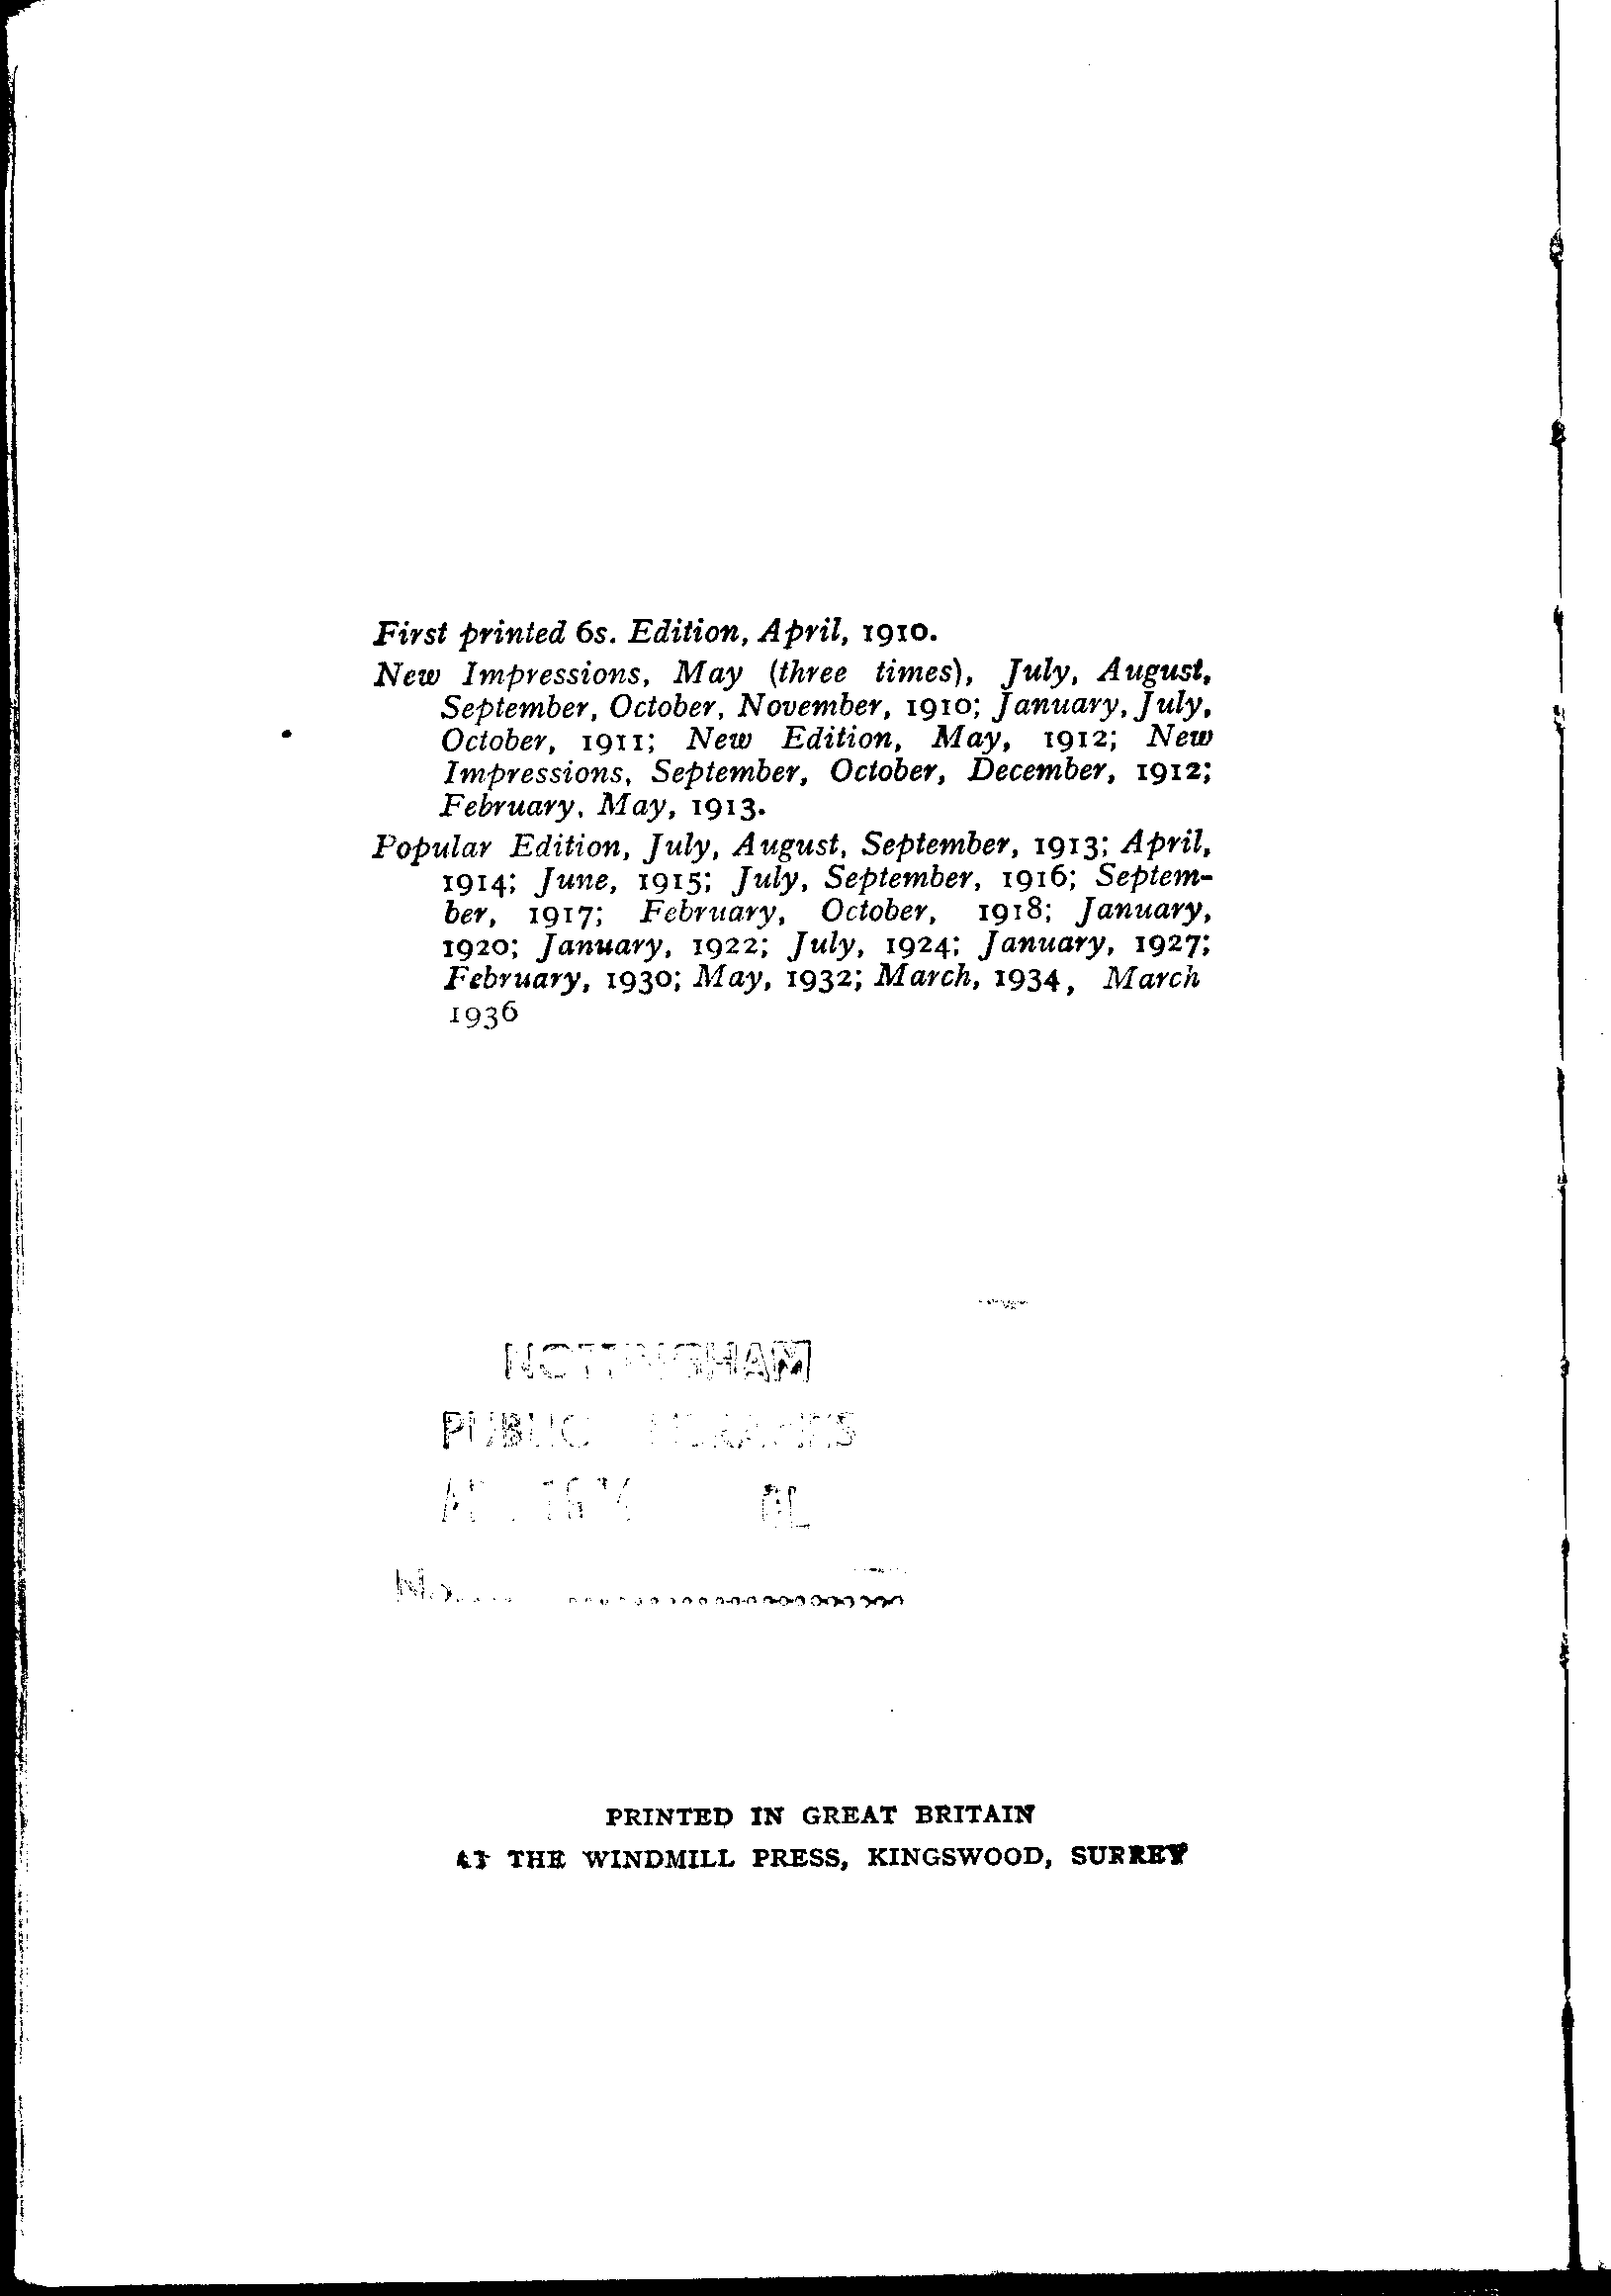 First printed 6s. Edition, April, 1910.
New Impressions, May (three times), July, August,
September, October, November, 1910; January, July,
October, 1911; New Edition, May, 1912; New
Impressions, September, October, December, 1912;
February, May, 1913.
Popular Edition, July, August, September, 1913; April,
1914; June, 1915; July, September, 1916; Septem-
ber, 1917; February, October, 1918; January,
1920; January, 1922; July, 1924; January, 1927;
February, 1930; May, 1932; March, 1934, March
1936
NOTTINGHAM
PUBLIC LIBRARIES
No.
PRINTED IN GREAT BRITAIN
AT THE WINDMILL PRESS, KINGSWOOD, SURREY